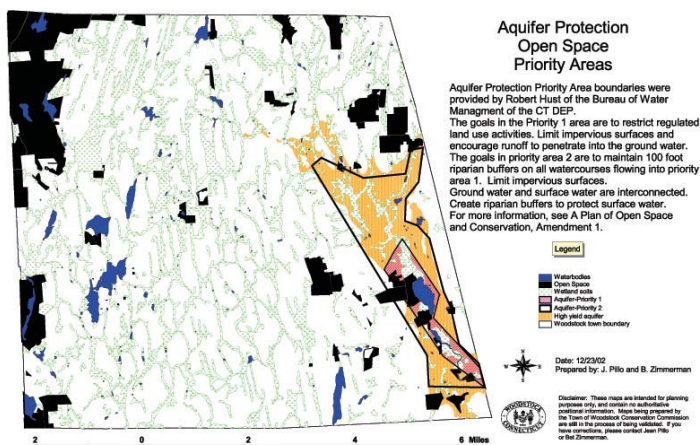 Aquifer Protection
Open Space
Priority Areas
Aquifer Protection Priority Area boundaries were
provided by Robert Hust of the Bureau of Water
Managment of the CT DEP.
The goals in the Priority 1 area are to restrict regulated
land use activities. Limit impervious surfaces and
encourage runoff to penetrate into the ground water.
The goals in priority area 2 are to maintain 100 foot
riparian buffers on all watercourses flowing into priority
area 1. Limit impervious surfaces.
Ground water and surface water are interconnected.
Create riparian buffers to protect surface water.
For more information, see A Plan of Open Space
and Conservation, Amendment 1.
Legend
Waterbodies
Open Space
Wetland soils
Aquifer-Priority 1
Aquifer-Priority 2
High yield aquifer
Woodstock town boundary
N
W E
S
Date: 12/23/02
Prepared by: J. Pillo and B. Zimmerman
WOODSTOCK
CONNECTICUT
Disclaimer: These maps are intended for planning
purposes only, and contain no authoritative
positional information. Maps being prepared by
the Town of Woodstock Conservation Commission
are still in the process of being validated. If you
have corrections, please contact Jean Pillo
or Bet Zimmerman.
2 0 2 4 6 Miles